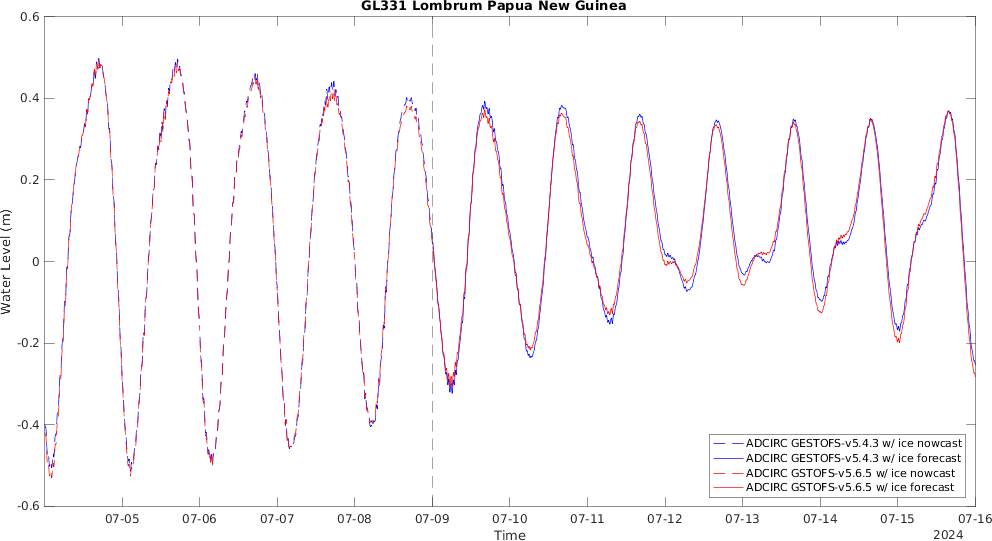 GL331 Lombrum Papua New Guinea
0.6
0.4
0.2
0
-0.2
-0.4
-0.6
Water Level (m)
ADCIRC GESTOFS-v5.4.3 w/ ice nowcast
ADCIRC GESTOFS-v5.4.3 w/ ice forecast
ADCIRC GSTOFS-v5.6.5 w/ ice nowcast
ADCIRC GSTOFS-v5.6.5 w/ ice forecast
07-05 07-06 07-07 07-08 07-09 07-10 07-11 07-12 07-13 07-14 07-15 07-16
Time
2024